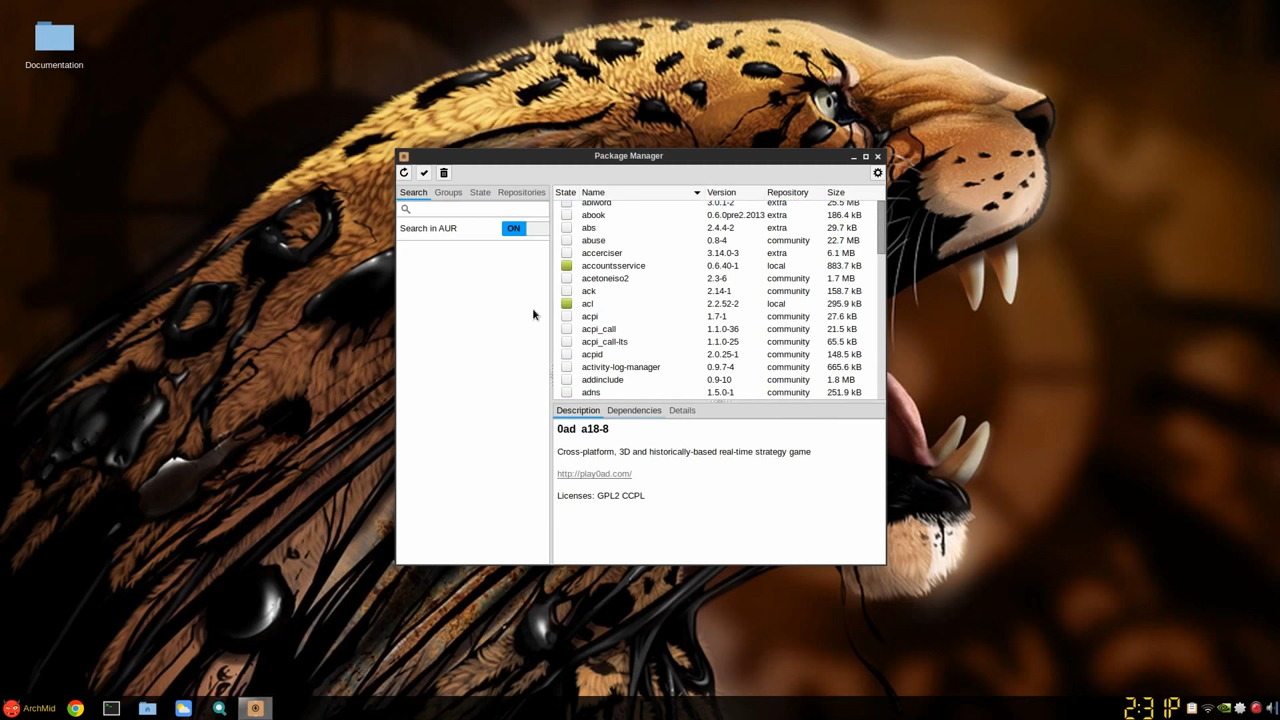 Documentation
Package Manager
Search Groups State Repositories
Search in AUR ON
State Name Version Repository Size
abiword 3.0.1-2 extra 25.5 MB
abook 0.6.0pre2.2013 extra 186.4 kB
abs 2.4.4-2 extra 29.7 kB
abuse 0.8-4 community 22.7 MB
accerciser 3.14.0-3 extra 6.1 MB
accountsservice 0.6.40-1 local 883.7 kB
acetoneiso2 2.3-6 community 1.7 MB
ack 2.14-1 community 158.7 kB
acl 2.2.52-2 local 295.9 kB
acpi 1.7-1 community 27.6 kB
acpi_call 1.1.0-36 community 21.5 kB
acpi_call-lts 1.1.0-25 community 65.5 kB
acpid 2.0.25-1 community 148.5 kB
activity-log-manager 0.9.7-4 community 665.6 kB
addinclude 0.9-10 community 1.8 MB
adns 1.5.0-1 community 251.9 kB
Description Dependencies Details
0ad a18-8
Cross-platform, 3D and historically-based real-time strategy game
http://play0ad.com/
Licenses: GPL2 CCPL
ArchMid
2:31P